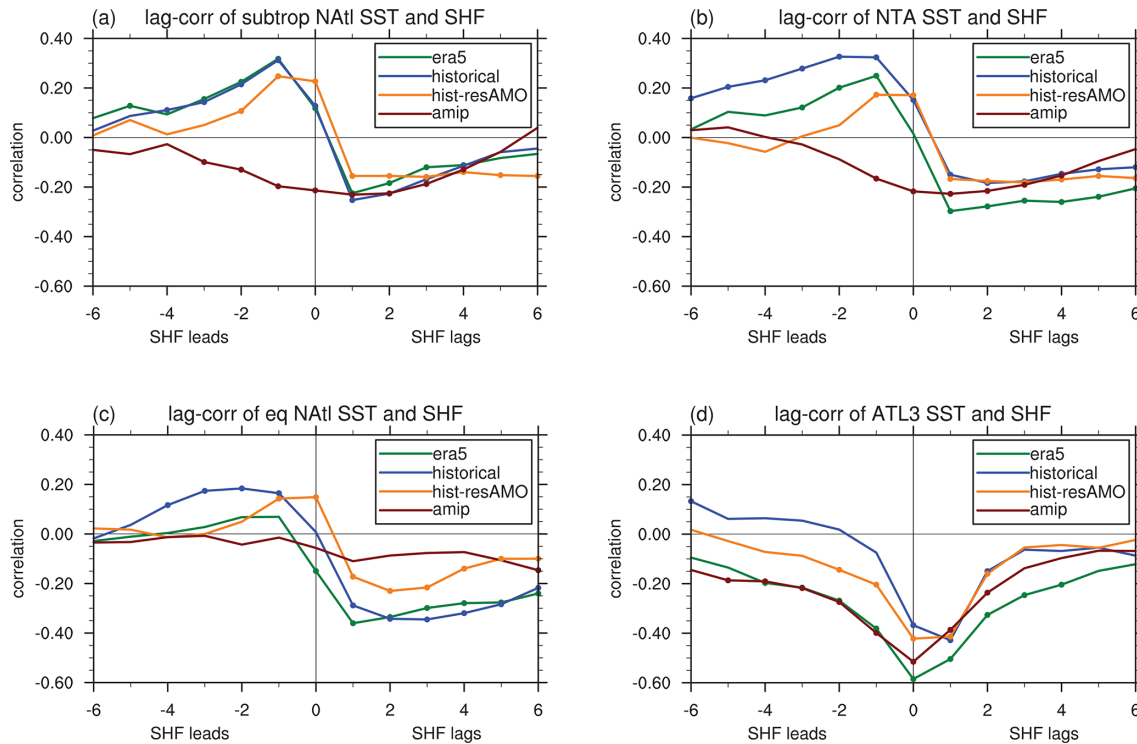 (a) lag-corr of subtrop NAtl SST and SHF
0.40
0.20
0.00
-0.20
-0.40
-0.60
correlation
era5
historical
hist-resAMO
amip
-6 -4 -2 0 2 4 6
SHF leads SHF lags
(b) lag-corr of NTA SST and SHF
0.40
0.20
0.00
-0.20
-0.40
-0.60
correlation
era5
historical
hist-resAMO
amip
-6 -4 -2 0 2 4 6
SHF leads SHF lags
(c) lag-corr of eq NAtl SST and SHF
0.40
0.20
0.00
-0.20
-0.40
-0.60
correlation
era5
historical
hist-resAMO
amip
-6 -4 -2 0 2 4 6
SHF leads SHF lags
(d) lag-corr of ATL3 SST and SHF
0.40
0.20
0.00
-0.20
-0.40
-0.60
correlation
era5
historical
hist-resAMO
amip
-6 -4 -2 0 2 4 6
SHF leads SHF lags